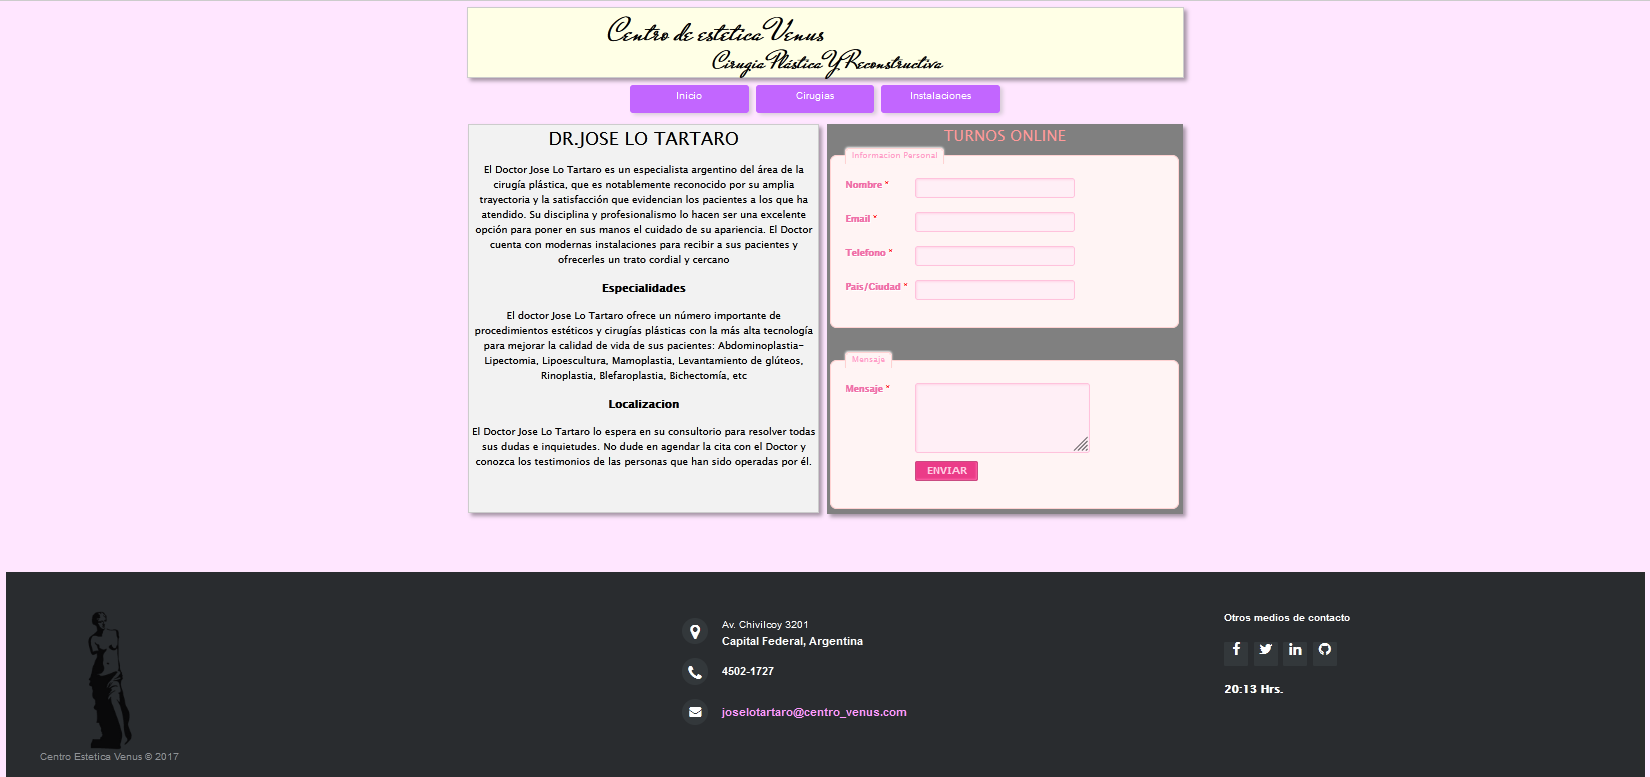 Centro de estetica Venus
Cirugia Plástica Y Reconstructiva
Inicio
Cirugias
Instalaciones
DR.JOSE LO TARTARO
El Doctor Jose Lo Tartaro es un especialista argentino del área de la
cirugía plástica, que es notablemente reconocido por su amplia
trayectoria y la satisfacción que evidencian los pacientes a los que ha
atendido. Su disciplina y profesionalismo lo hacen ser una excelente
opción para poner en sus manos el cuidado de su apariencia. El Doctor
cuenta con modernas instalaciones para recibir a sus pacientes y
ofrecerles un trato cordial y cercano
Especialidades
El doctor Jose Lo Tartaro ofrece un número importante de
procedimientos estéticos y cirugías plásticas con la más alta tecnología
para mejorar la calidad de vida de sus pacientes: Abdominoplastia-
Lipectomia, Lipoescultura, Mamoplastia, Levantamiento de glúteos,
Rinoplastia, Blefaroplastia, Bichectomía, etc
Localizacion
El Doctor Jose Lo Tartaro lo espera en su consultorio para resolver todas
sus dudas e inquietudes. No dude en agendar la cita con el Doctor y
conozca los testimonios de las personas que han sido operadas por él.
TURNOS ONLINE
Informacion Personal
Nombre *
Email *
Telefono *
Pais/Ciudad *
Mensaje
Mensaje *
ENVIAR
Centro Estetica Venus © 2017
Av. Chivilcoy 3201
Capital Federal, Argentina
4502-1727
joselotartaro@centro_venus.com
Otros medios de contacto
20:13 Hrs.